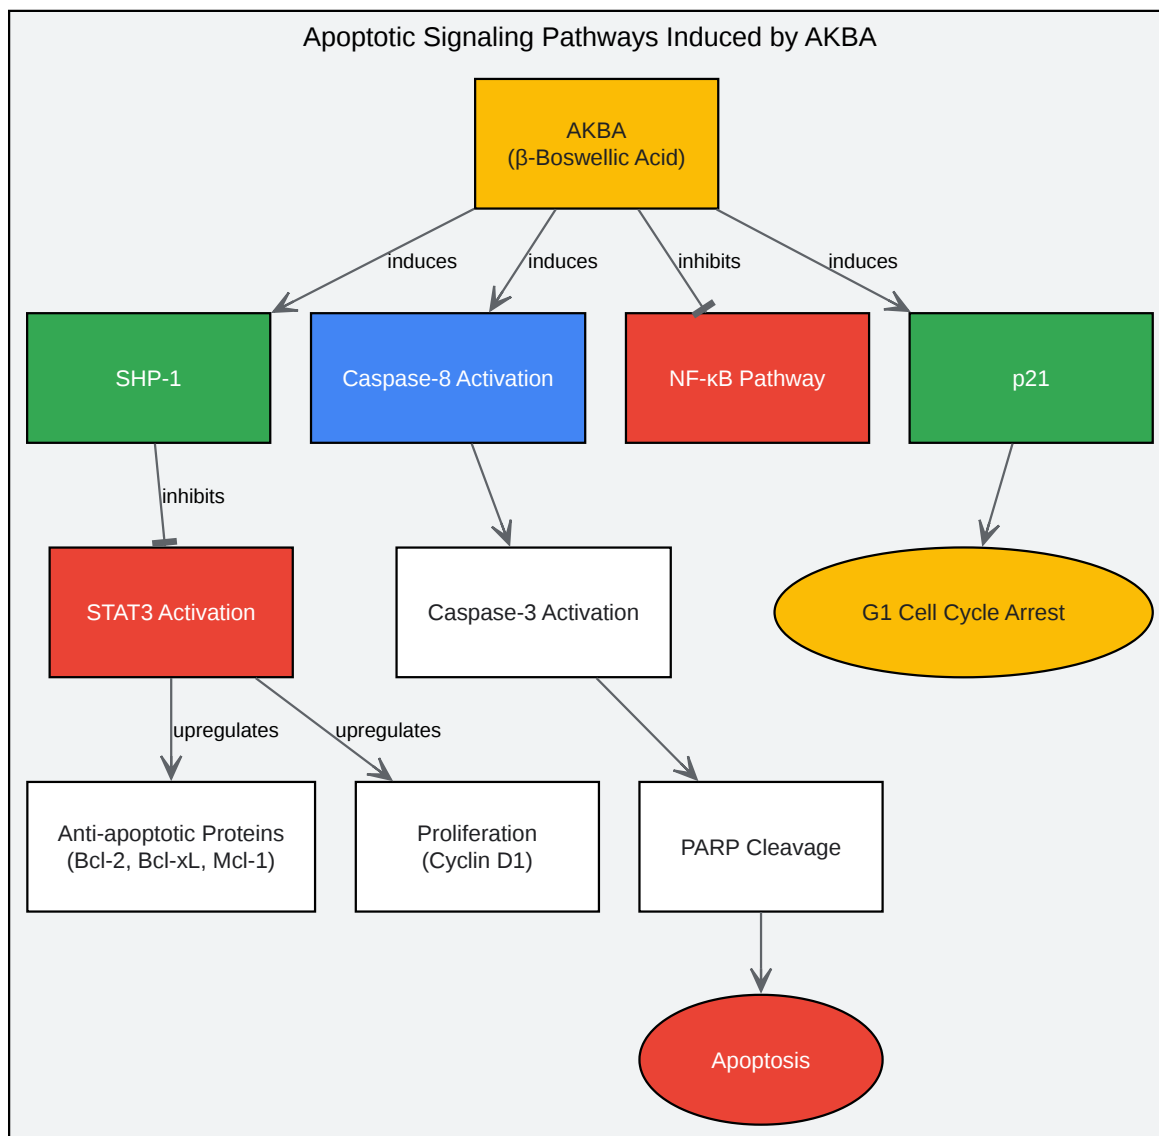 Apoptotic Signaling Pathways Induced by AKBA
AKBA
(β-Boswellic Acid)
induces
induces
inhibits
induces
SHP-1
Caspase-8 Activation
NF-κB Pathway
p21
inhibits
STAT3 Activation
Caspase-3 Activation
G1 Cell Cycle Arrest
upregulates
upregulates
Anti-apoptotic Proteins
(Bcl-2, Bcl-xL, Mcl-1)
Proliferation
(Cyclin D1)
PARP Cleavage
Apoptosis